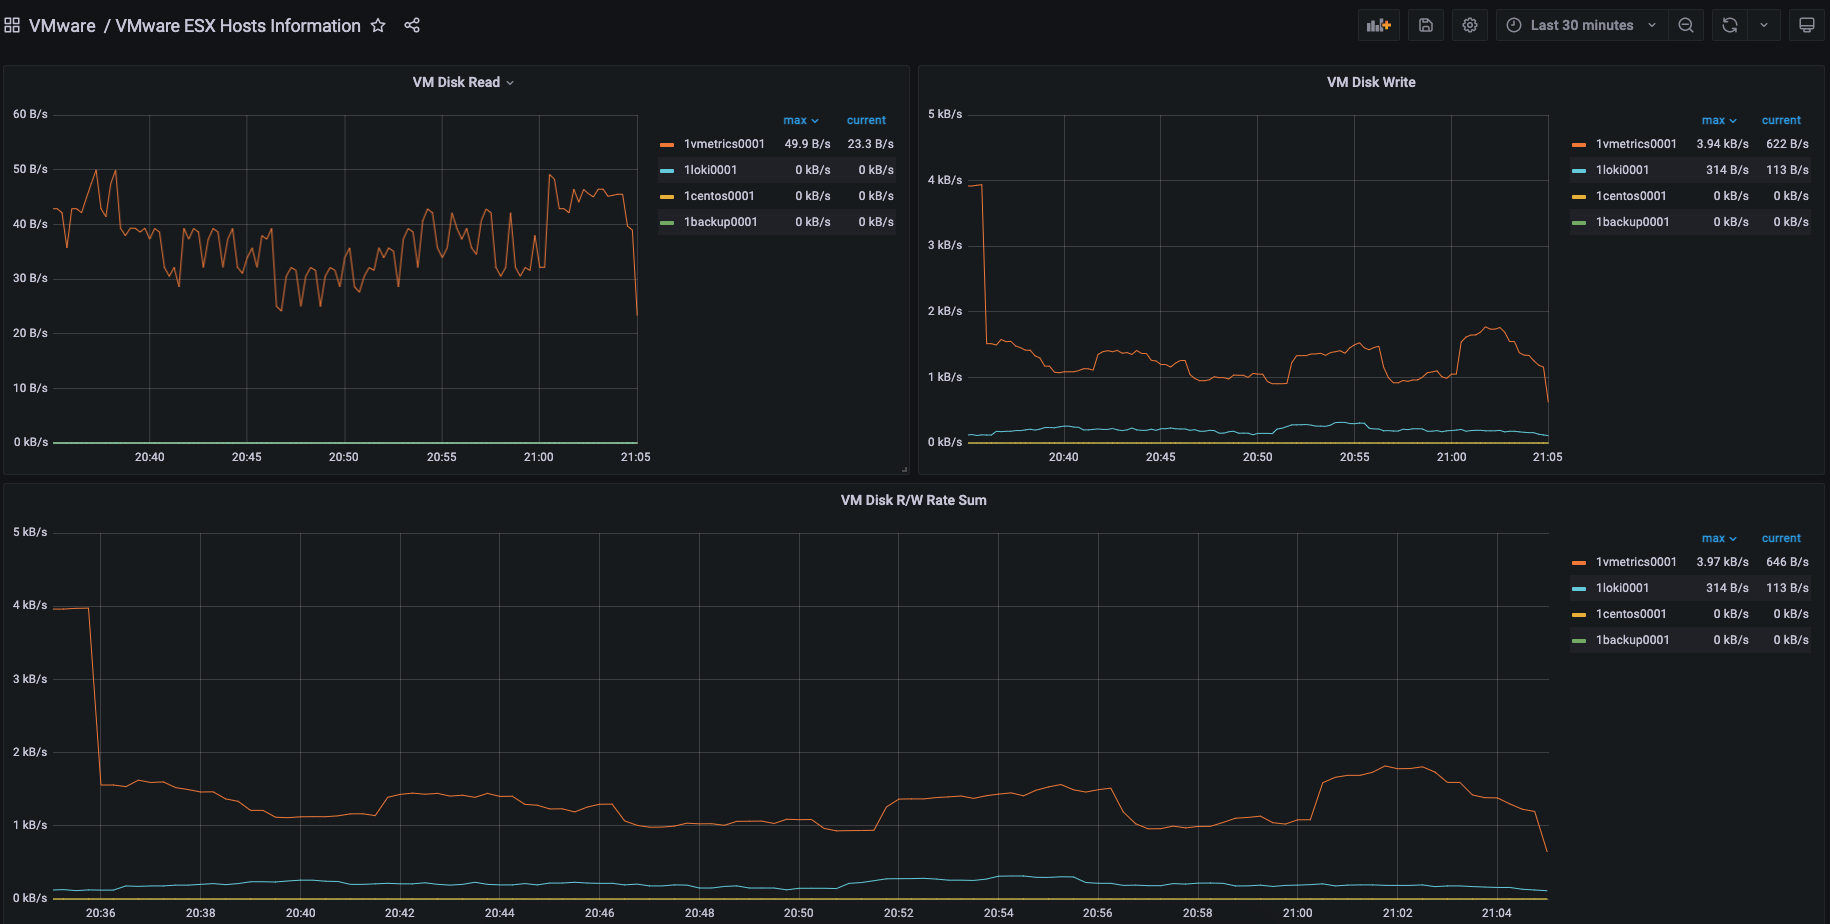 VMware / VMware ESX Hosts Information
Last 30 minutes
VM Disk Read
60 B/s
50 B/s
40 B/s
30 B/s
20 B/s
10 B/s
0 kB/s
20:40 20:45 20:50 20:55 21:00 21:05
max current
1vmetrics0001 49.9 B/s 23.3 B/s
1loki0001 0 kB/s 0 kB/s
1centos0001 0 kB/s 0 kB/s
1backup0001 0 kB/s 0 kB/s
VM Disk Write
5 kB/s
4 kB/s
3 kB/s
2 kB/s
1 kB/s
0 kB/s
20:40 20:45 20:50 20:55 21:00 21:05
max current
1vmetrics0001 3.94 kB/s 622 B/s
1loki0001 314 B/s 113 B/s
1centos0001 0 kB/s 0 kB/s
1backup0001 0 kB/s 0 kB/s
VM Disk R/W Rate Sum
5 kB/s
4 kB/s
3 kB/s
2 kB/s
1 kB/s
0 kB/s
20:36 20:38 20:40 20:42 20:44 20:46 20:48 20:50 20:52 20:54 20:56 20:58 21:00 21:02 21:04
max current
1vmetrics0001 3.97 kB/s 646 B/s
1loki0001 314 B/s 113 B/s
1centos0001 0 kB/s 0 kB/s
1backup0001 0 kB/s 0 kB/s